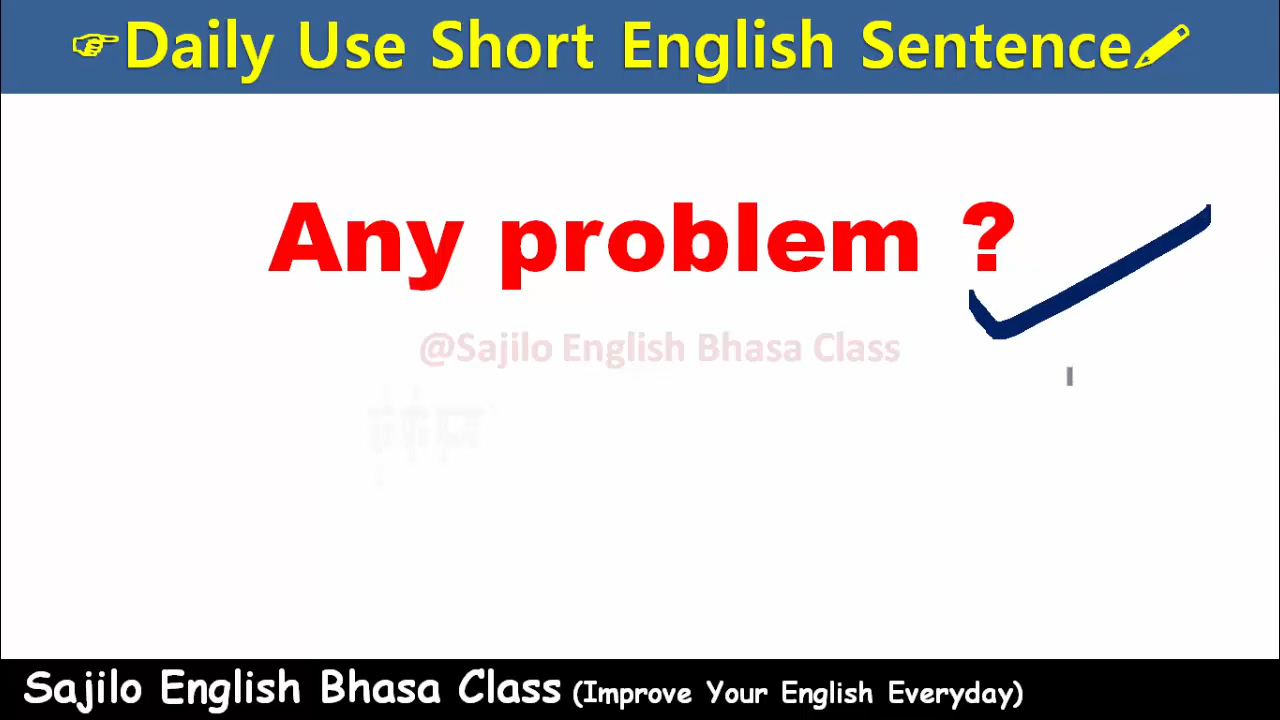 ☞Daily Use Short English Sentence✏
Any problem ?
@Sajilo English Bhasa Class
Sajilo English Bhasa Class (Improve Your English Everyday)